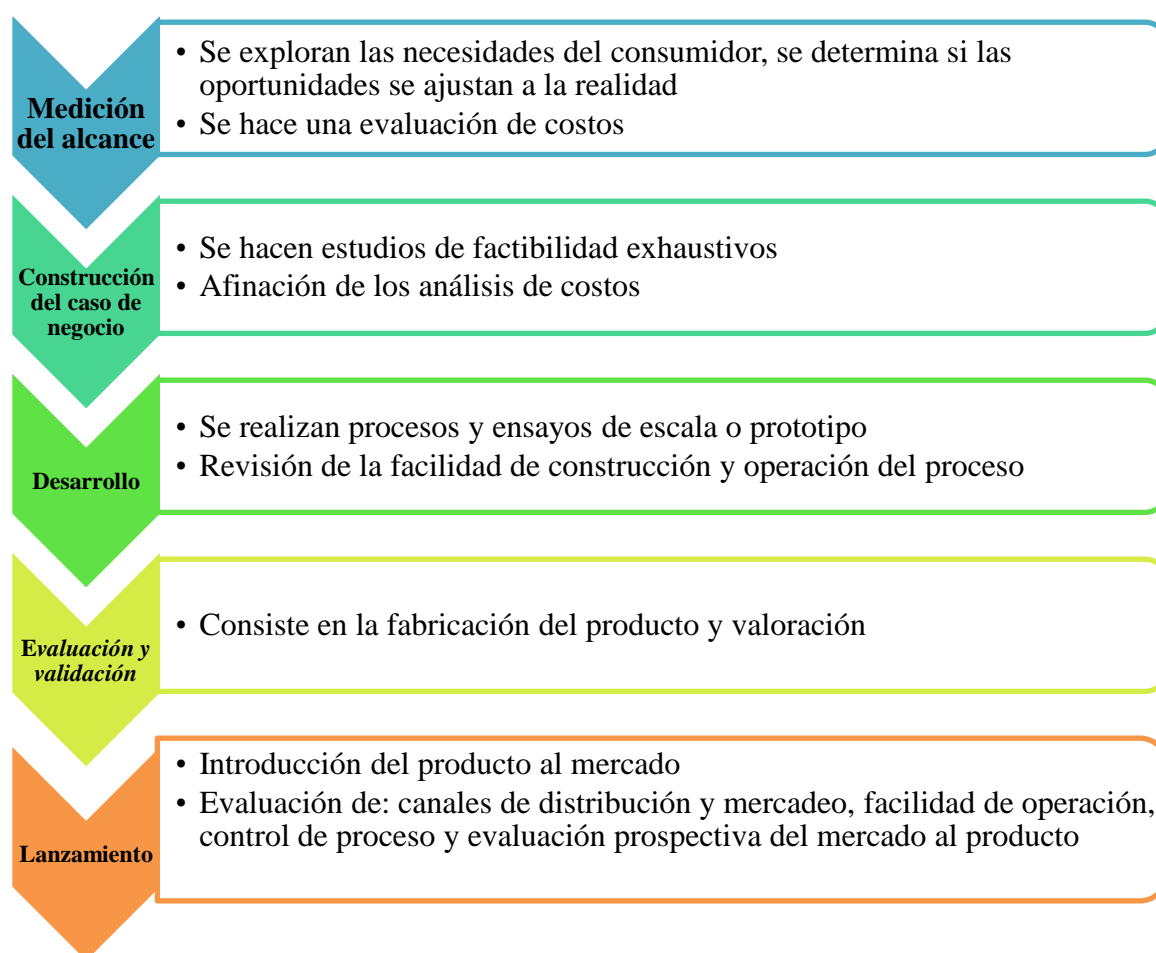 Medición
del alcance
• Se exploran las necesidades del consumidor, se determina si las
oportunidades se ajustan a la realidad
• Se hace una evaluación de costos
Construcción
del caso de
negocio
• Se hacen estudios de factibilidad exhaustivos
• Afinación de los análisis de costos
Desarrollo
• Se realizan procesos y ensayos de escala o prototipo
• Revisión de la facilidad de construcción y operación del proceso
Evaluación y
validación
• Consiste en la fabricación del producto y valoración
Lanzamiento
• Introducción del producto al mercado
• Evaluación de: canales de distribución y mercadeo, facilidad de operación,
control de proceso y evaluación prospectiva del mercado al producto